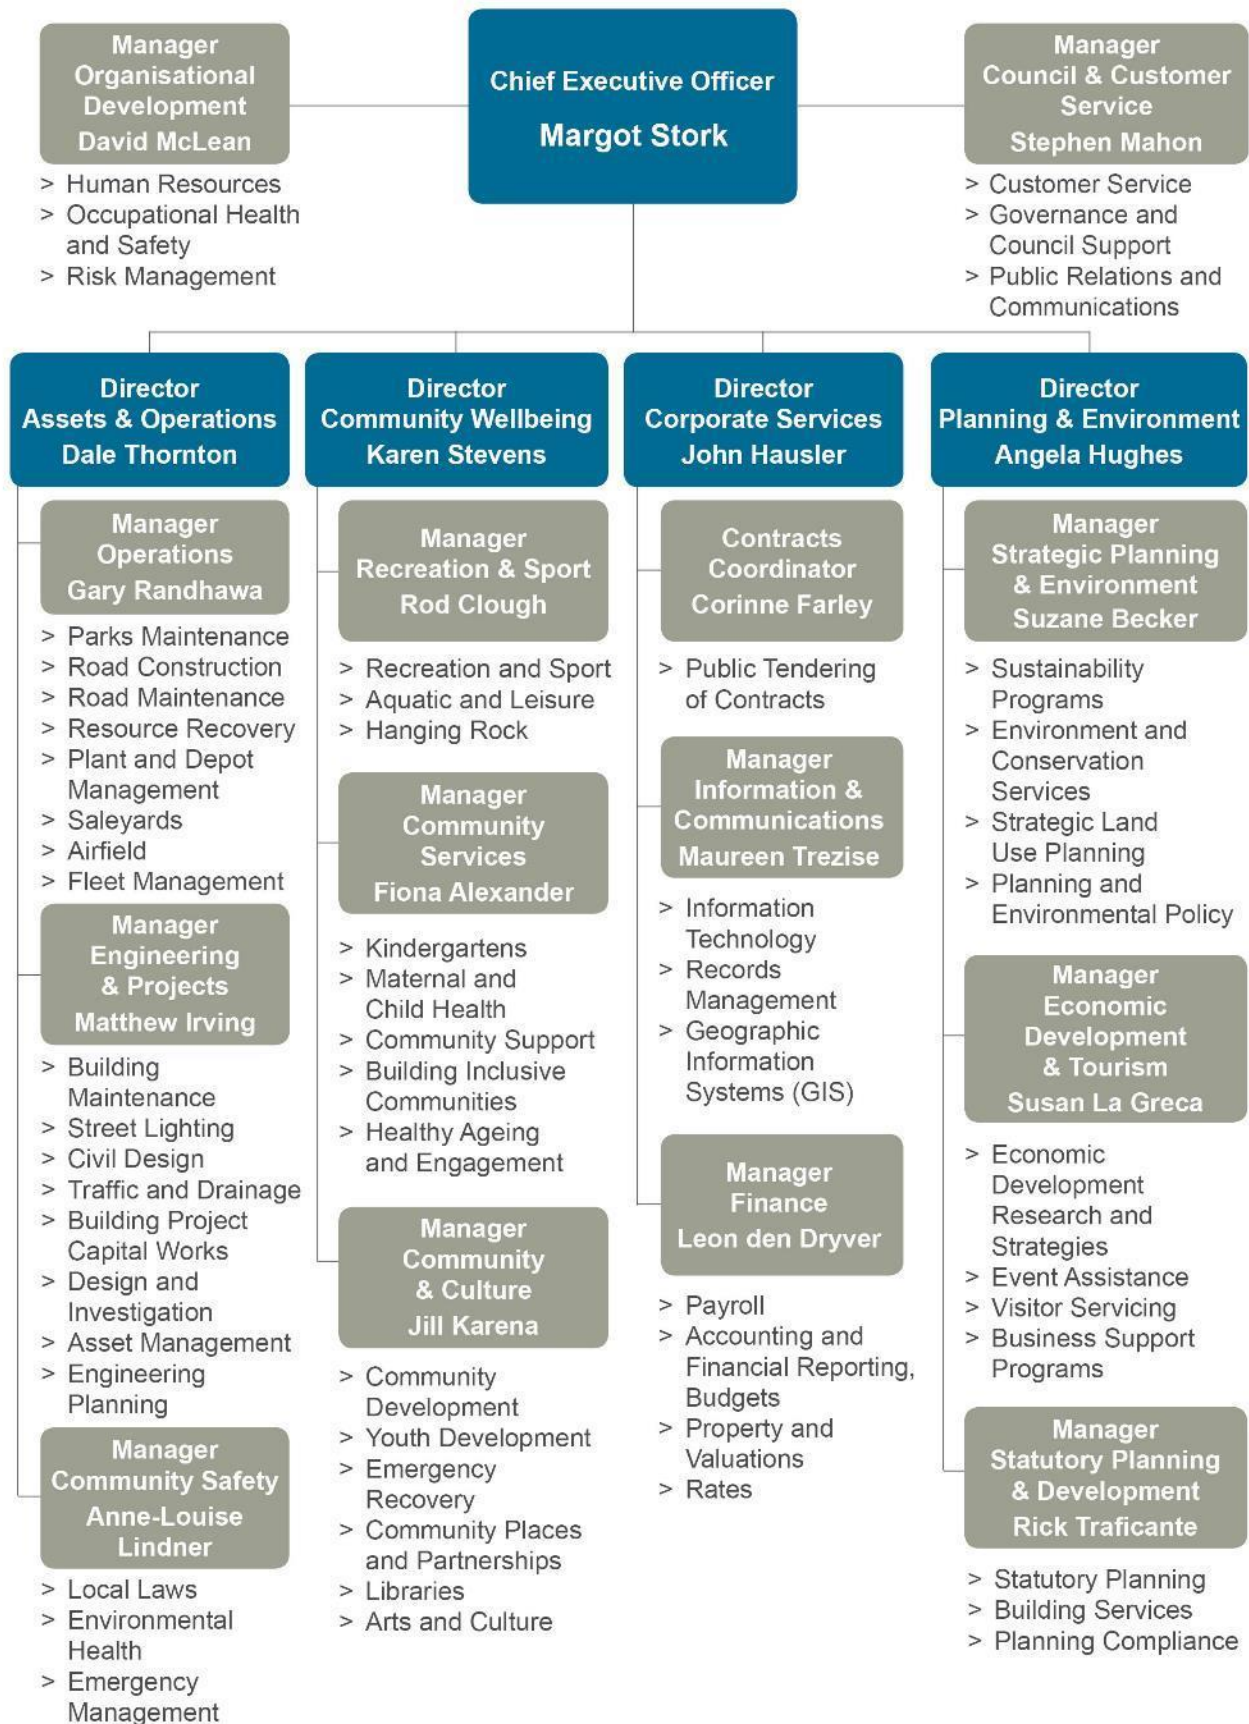 Manager
Organisational
Development
David McLean
> Human Resources
> Occupational Health
and Safety
> Risk Management
Chief Executive Officer
Margot Stork
Manager
Council & Customer
Service
Stephen Mahon
> Customer Service
> Governance and
Council Support
> Public Relations and
Communications
Director
Assets & Operations
Dale Thornton
Manager
Operations
Gary Randhawa
> Parks Maintenance
> Road Construction
> Road Maintenance
> Resource Recovery
> Plant and Depot
Management
> Saleyards
> Airfield
> Fleet Management
Manager
Engineering
& Projects
Matthew Irving
> Building
Maintenance
> Street Lighting
> Civil Design
> Traffic and Drainage
> Building Project
Capital Works
> Design and
Investigation
> Asset Management
> Engineering
Planning
Manager
Community Safety
Anne-Louise
Lindner
> Local Laws
> Environmental
Health
> Emergency
Management
Director
Community Wellbeing
Karen Stevens
Manager
Recreation & Sport
Rod Clough
> Recreation and Sport
> Aquatic and Leisure
> Hanging Rock
Manager
Community
Services
Fiona Alexander
> Kindergartens
> Maternal and
Child Health
> Community Support
> Building Inclusive
Communities
> Healthy Ageing
and Engagement
Manager
Community
& Culture
Jill Karena
> Community
Development
> Youth Development
> Emergency
Recovery
> Community Places
and Partnerships
> Libraries
> Arts and Culture
Director
Corporate Services
John Hausler
Contracts
Coordinator
Corinne Farley
> Public Tendering
of Contracts
Manager
Information &
Communications
Maureen Trezise
> Information
Technology
> Records
Management
> Geographic
Information
Systems (GIS)
Manager
Finance
Leon den Dryver
> Payroll
> Accounting and
Financial Reporting,
Budgets
> Property and
Valuations
> Rates
Director
Planning & Environment
Angela Hughes
Manager
Strategic Planning
& Environment
Suzane Becker
> Sustainability
Programs
> Environment and
Conservation
Services
> Strategic Land
Use Planning
> Planning and
Environmental Policy
Manager
Economic
Development
& Tourism
Susan La Greca
> Economic
Development
Research and
Strategies
> Event Assistance
> Visitor Servicing
> Business Support
Programs
Manager
Statutory Planning
& Development
Rick Traficante
> Statutory Planning
> Building Services
> Planning Compliance